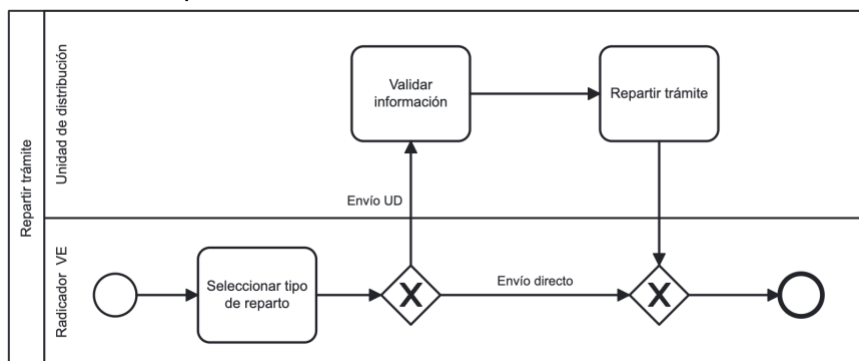 Repartir trámite
Unidad de distribución
Validar
información
Repartir trámite
Envío UD
Radicador VE
Seleccionar tipo
de reparto
X
Envío directo
X